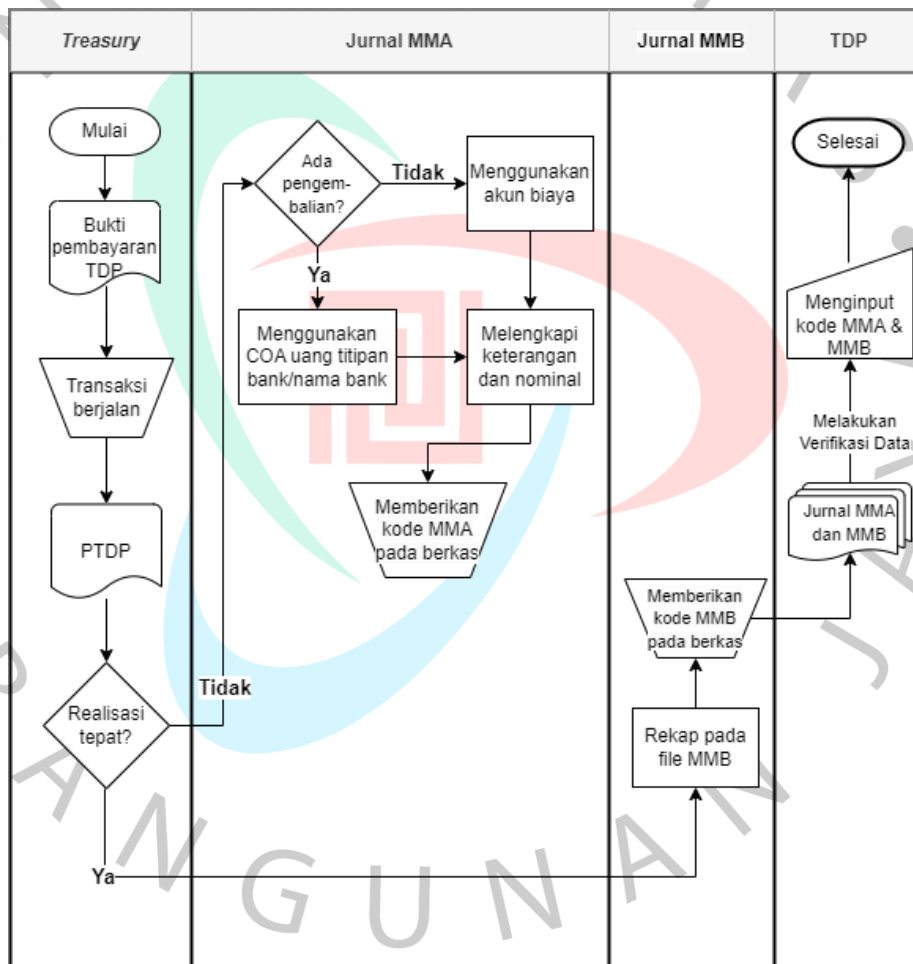 Treasury
Jurnal MMA
Jurnal MMB
TDP
Mulai
Bukti
pembayaran
TDP
Transaksi
berjalan
PTDP
Realisasi
tepat?
Tidak
Ya
Ada
pengem-
balian?
Tidak
Ya
Menggunakan
akun biaya
Menggunakan
COA uang titipan
bank/nama bank
Melengkapi
keterangan
dan nominal
Memberikan
kode MMA
pada berkas
Rekap pada
file MMB
Memberikan
kode MMB
pada berkas
Jurnal MMA
dan MMB
Melakukan
Verifikasi Data
Menginput
kode MMA &
MMB
Selesai
ANGUNAN JAY